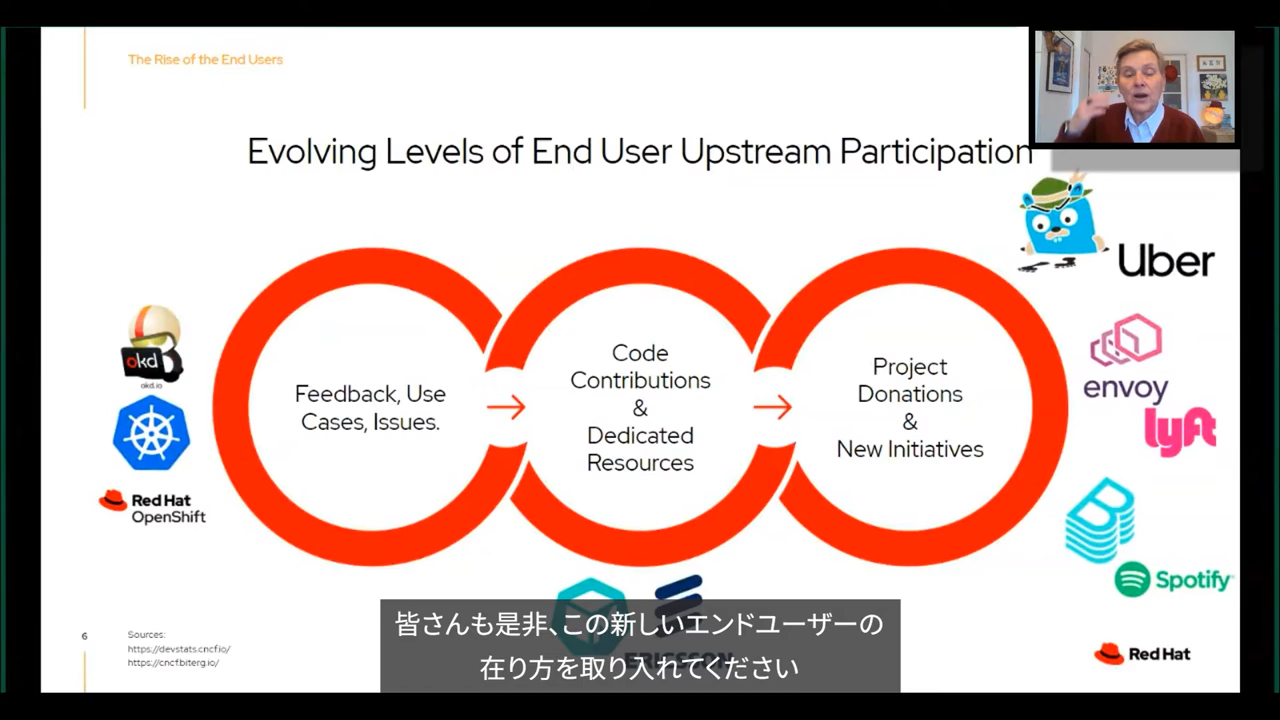 The Rise of the End Users
Evolving Levels of End User Upstream Participation
Uber
okd
okd.io
Red Hat
OpenShift
Feedback, Use
Cases, Issues.
Code
Contributions
&
Dedicated
Resources
Project
Donations
&
New Initiatives
envoy
lyft
Spotify
ERICSSON
皆さんも是非、この新しいエンドユーザーの
在り方を取り入れてください
6
Sources:
https://devstats.cncf.io/
https://cncf.biterg.io/
Red Hat